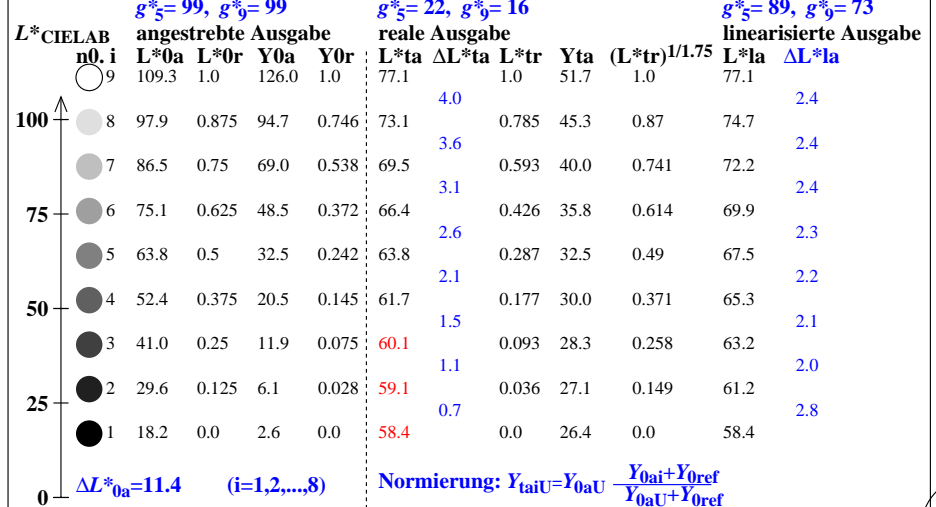 g*5= 99, g*9= 99 g*5= 22, g*9= 16 g*5= 89, g*9= 73
L*CIELAB angestrebte Ausgabe reale Ausgabe linearisierte Ausgabe
n0. i L*0a L*0r Y0a Y0r L*ta ΔL*ta L*tr Yta (L*tr)1/1.75 L*la ΔL*la
9 109.3 1.0 126.0 1.0 77.1 1.0 51.7 1.0 77.1
4.0 2.4
100 8 97.9 0.875 94.7 0.746 73.1 0.785 45.3 0.87 74.7
3.6 2.4
7 86.5 0.75 69.0 0.538 69.5 0.593 40.0 0.741 72.2
3.1 2.4
75 6 75.1 0.625 48.5 0.372 66.4 0.426 35.8 0.614 69.9
2.6 2.3
5 63.8 0.5 32.5 0.242 63.8 0.287 32.5 0.49 67.5
2.1 2.2
50 4 52.4 0.375 20.5 0.145 61.7 0.177 30.0 0.371 65.3
1.5 2.1
3 41.0 0.25 11.9 0.075 60.1 0.093 28.3 0.258 63.2
1.1 2.0
2 29.6 0.125 6.1 0.028 59.1 0.036 27.1 0.149 61.2
25 0.7 2.8
1 18.2 0.0 2.6 0.0 58.4 0.0 26.4 0.0 58.4
0 ΔL*0a=11.4 (i=1,2,...,8) Normierung: YtaiU=Y0aU Y0ai+Y0ref
Y0aU+Y0ref